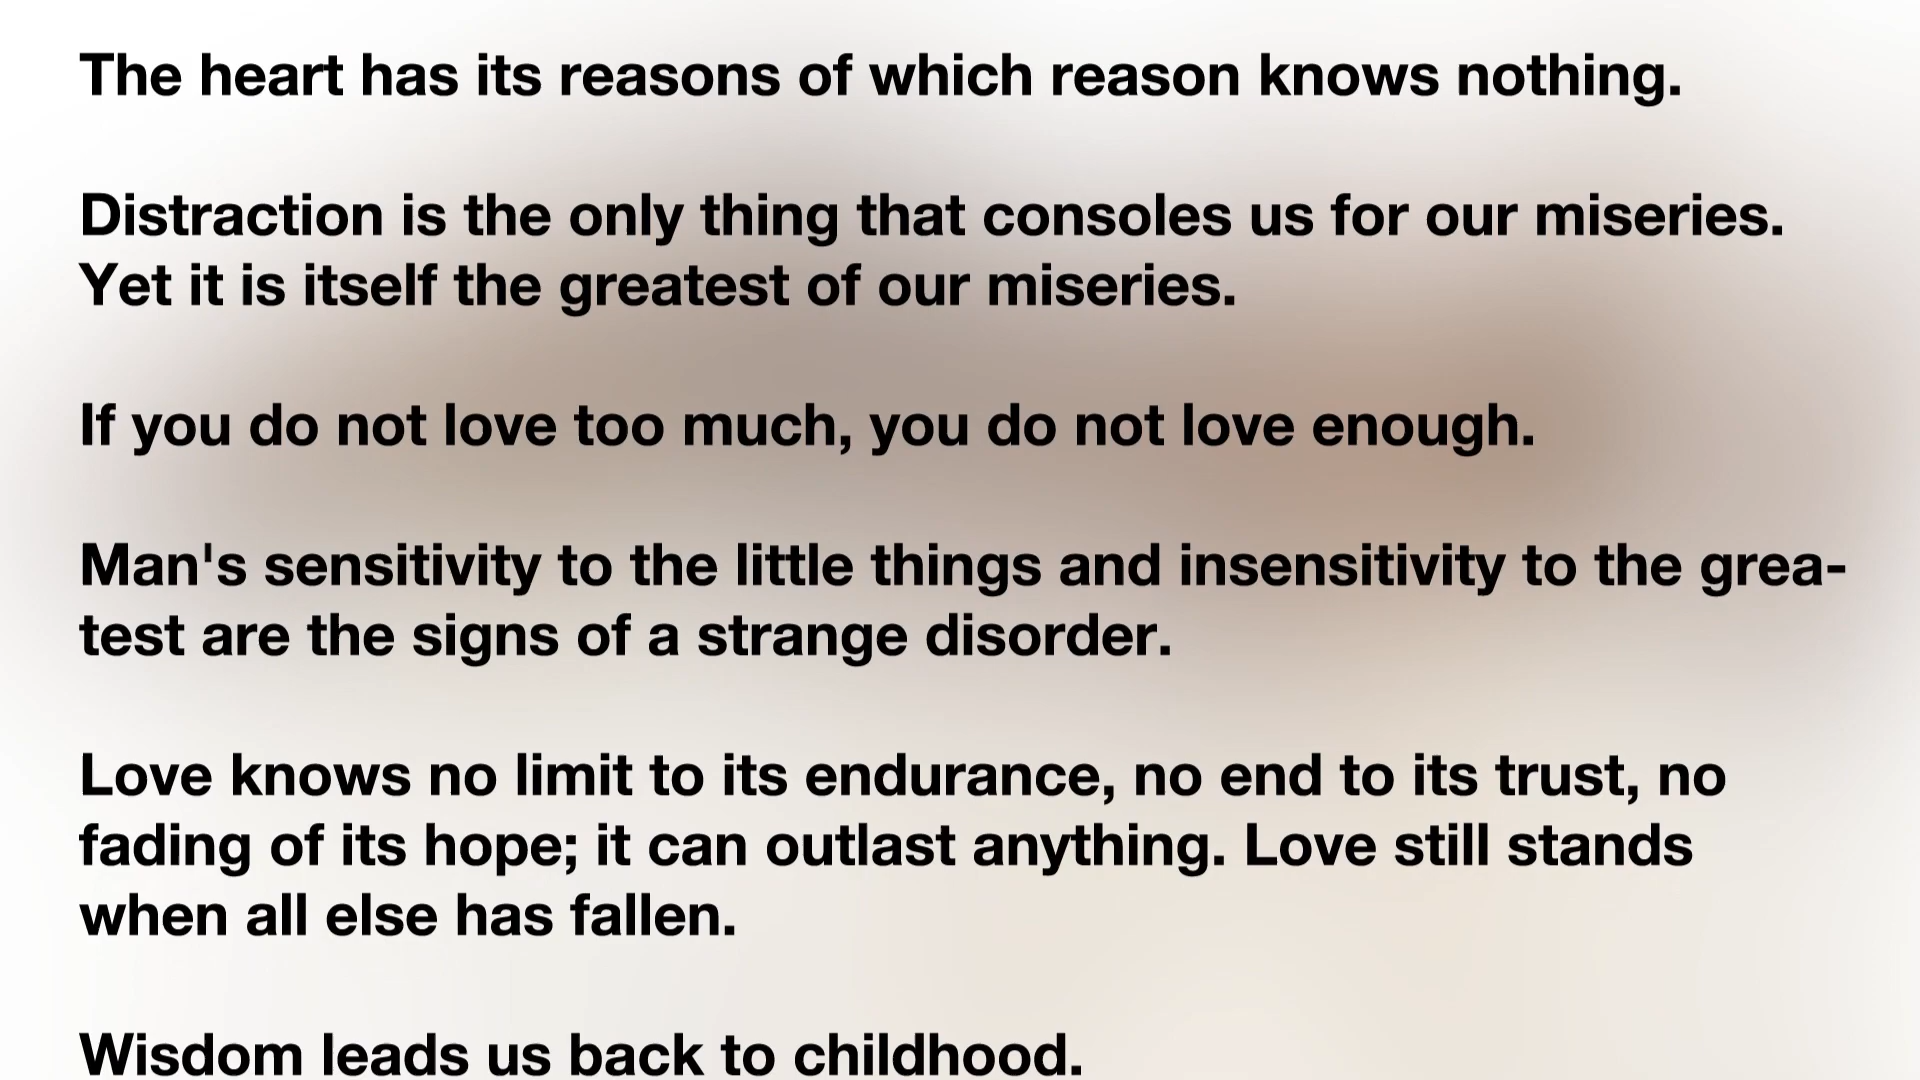 The heart has its reasons of which reason knows nothing.
Distraction is the only thing that consoles us for our miseries.
Yet it is itself the greatest of our miseries.
If you do not love too much, you do not love enough.
Man's sensitivity to the little things and insensitivity to the grea-
test are the signs of a strange disorder.
Love knows no limit to its endurance, no end to its trust, no
fading of its hope; it can outlast anything. Love still stands
when all else has fallen.
Wisdom leads us back to childhood.